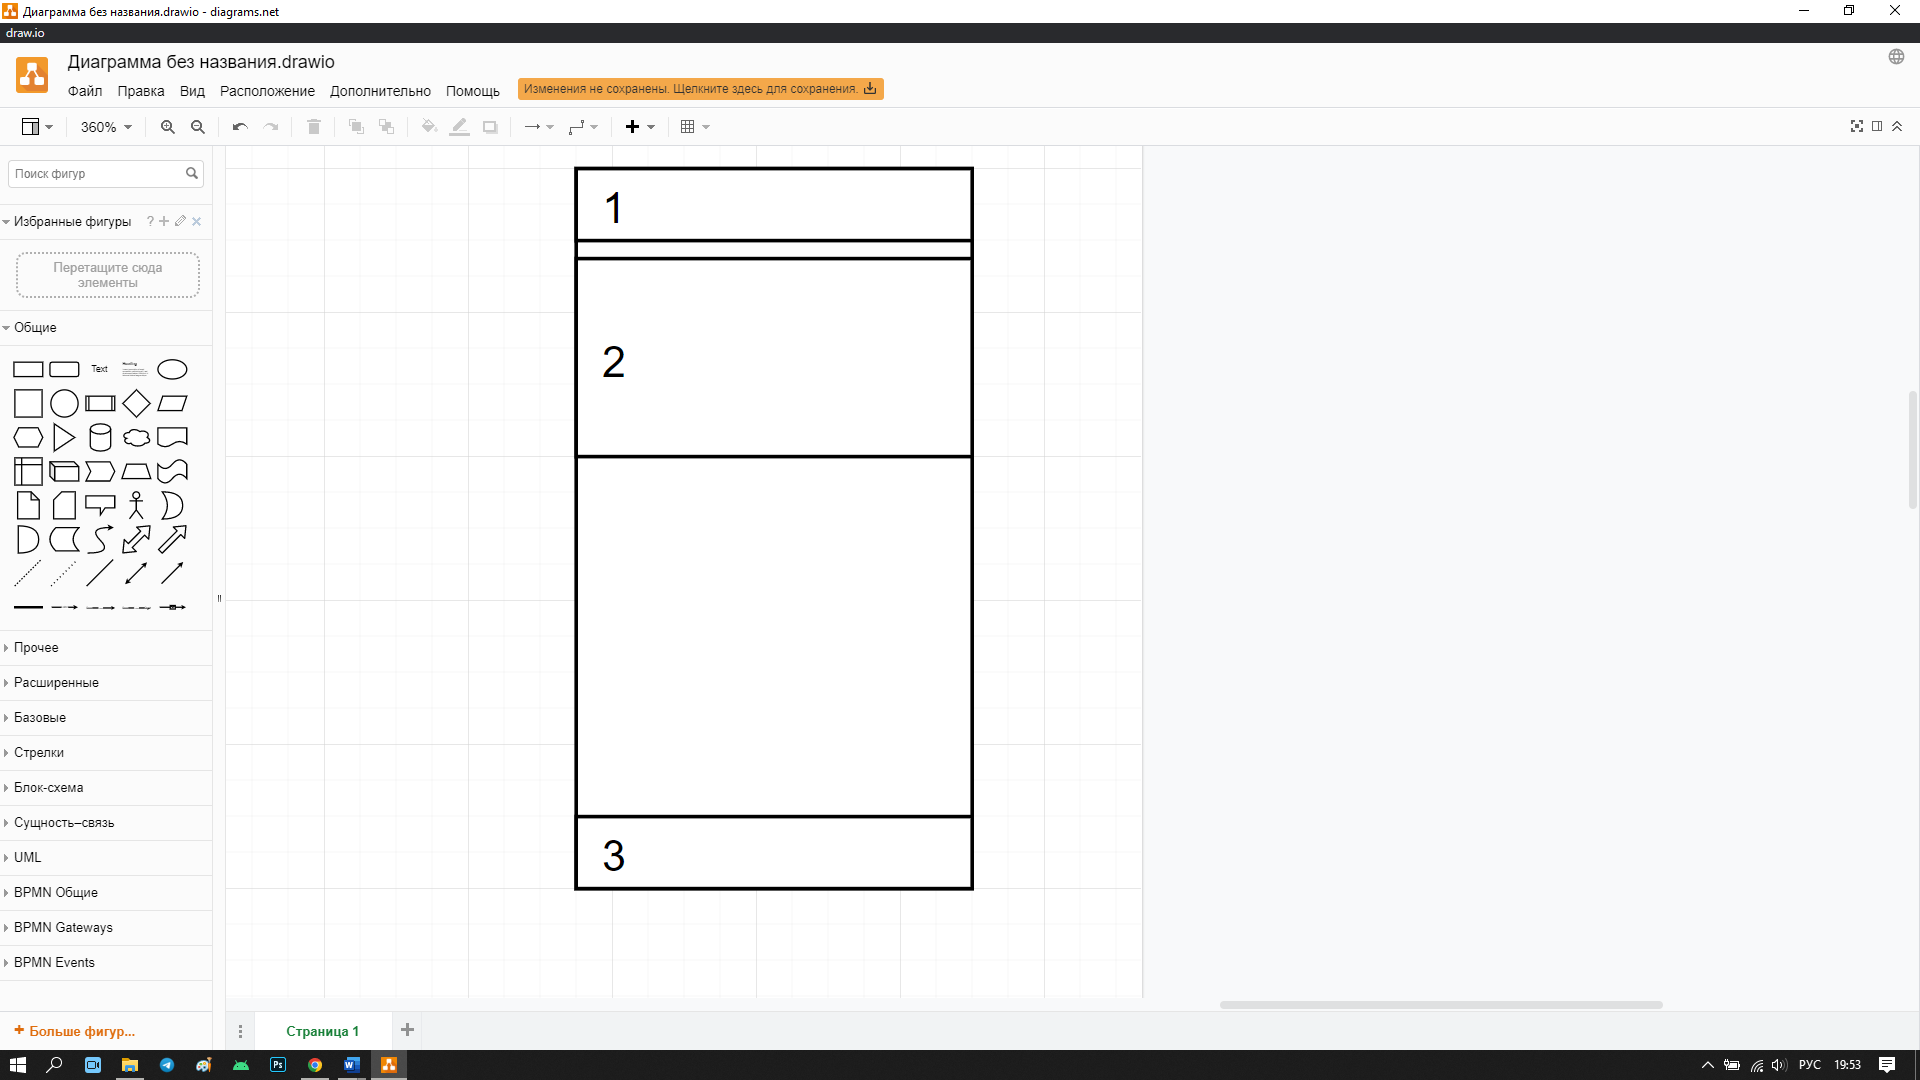 Диаграмма без названия.drawio - diagrams.net
draw.io
Диаграмма без названия.drawio
Файл Правка Вид Расположение Дополнительно Помощь
Изменения не сохранены. Щелкните здесь для сохранения.
360%
Поиск фигур
Избранные фигуры ?
Перетащите сюда
элементы
Общие
Text
Heading
Прочее
Расширенные
Базовые
Стрелки
Блок-схема
Сущность–связь
UML
BPMN Общие
BPMN Gateways
BPMN Events
+ Больше фигур...
1
2
3
Страница 1
Ps
W
РУС 19:53